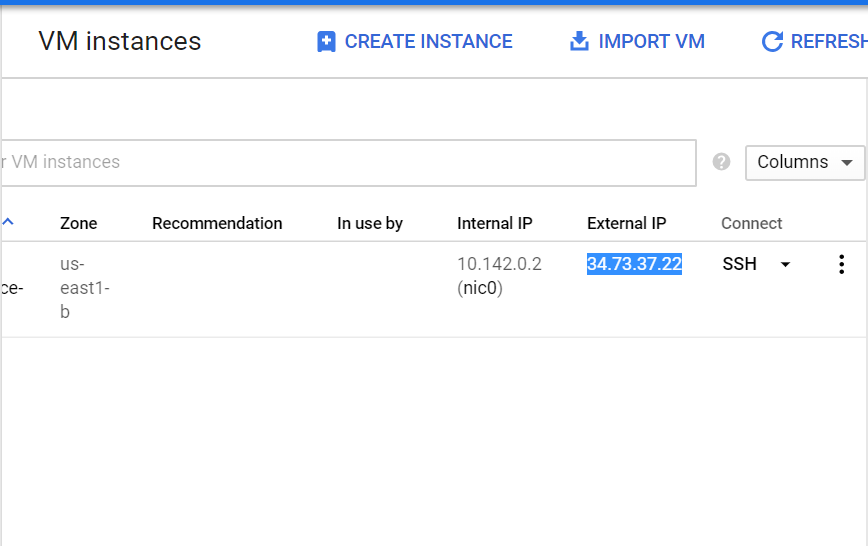 VM instances CREATE INSTANCE IMPORT VM REFRESH
r VM instances ? Columns
Zone Recommendation In use by Internal IP External IP Connect
us- 10.142.0.2 34.73.37.22 SSH
ce- east1- (nic0)
b